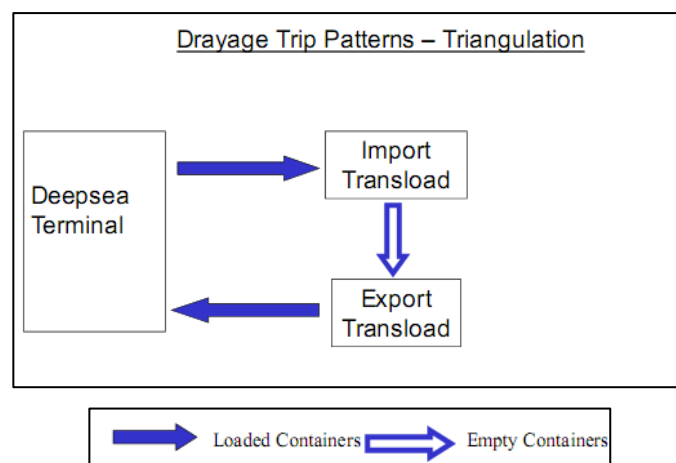 Drayage Trip Patterns – Triangulation
Import
Transload
Deepsea
Terminal
Export
Transload
Loaded Containers
Empty Containers